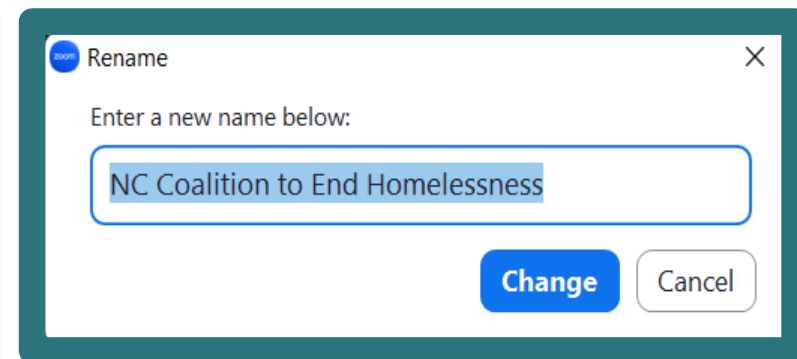 zoom Rename
Enter a new name below:
NC Coalition to End Homelessness
Change Cancel